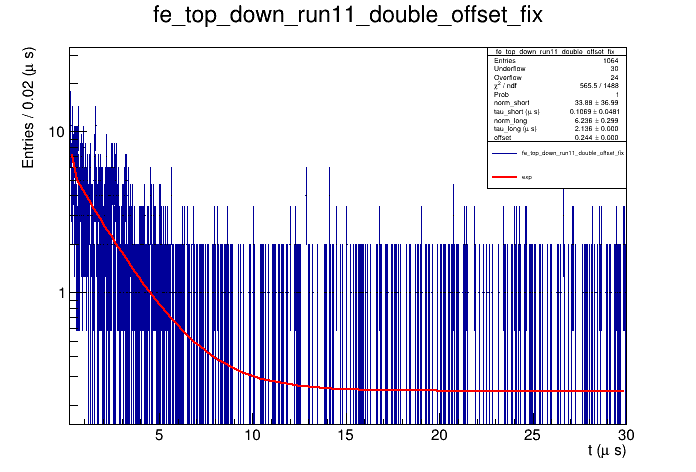 fe_top_down_run11_double_offset_fix
Entries / 0.02 (μ s)
fe_top_down_run11_double_offset_fix
Entries 1064
Underflow 30
Overflow 24
χ² / ndf 565.5 / 1488
Prob 1
norm_short 33.88 ± 36.99
tau_short (μ s) 0.1069 ± 0.0481
norm_long 6.236 ± 0.299
tau_long (μ s) 2.136 ± 0.000
offset 0.244 ± 0.000
fe_top_down_run11_double_offset_fix
exp
10
1
5 10 15 20 25 30
t (μ s)